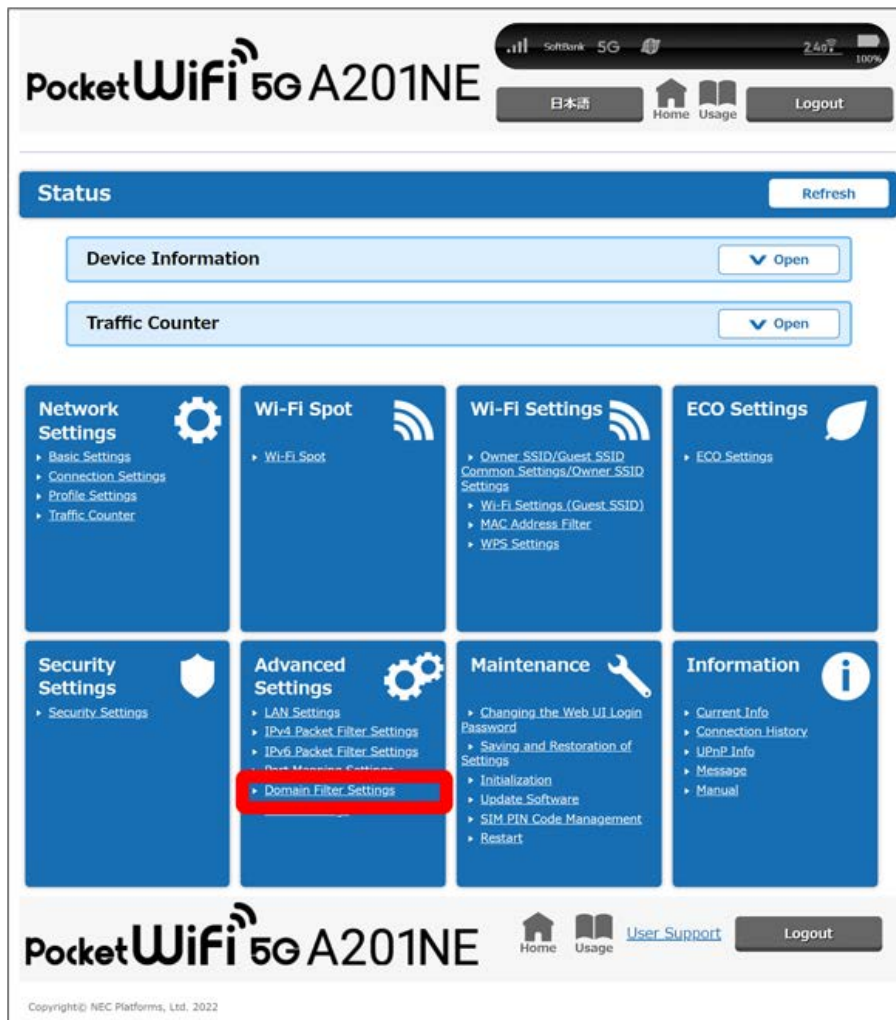 SoftBank 5G 2.4G 100%
Pocket WiFi 5G A201NE
日本語 Home Usage Logout
Status Refresh
Device Information Open
Traffic Counter Open
Network
Settings
Basic Settings
Connection Settings
Profile Settings
Traffic Counter
Wi-Fi Spot
Wi-Fi Spot
Wi-Fi Settings
Owner SSID/Guest SSID
Common Settings/Owner SSID
Settings
Wi-Fi Settings (Guest SSID)
MAC Address Filter
WPS Settings
ECO Settings
ECO Settings
Security
Settings
Security Settings
Advanced
Settings
LAN Settings
IPv4 Packet Filter Settings
IPv6 Packet Filter Settings
Port Mapping Settings
Domain Filter Settings
Maintenance
Changing the Web UI Login
Password
Saving and Restoration of
Settings
Initialization
Update Software
SIM PIN Code Management
Restart
Information
Current Info
Connection History
UPnP Info
Message
Manual
Pocket WiFi 5G A201NE
Home Usage User Support Logout
Copyright© NEC Platforms, Ltd. 2022